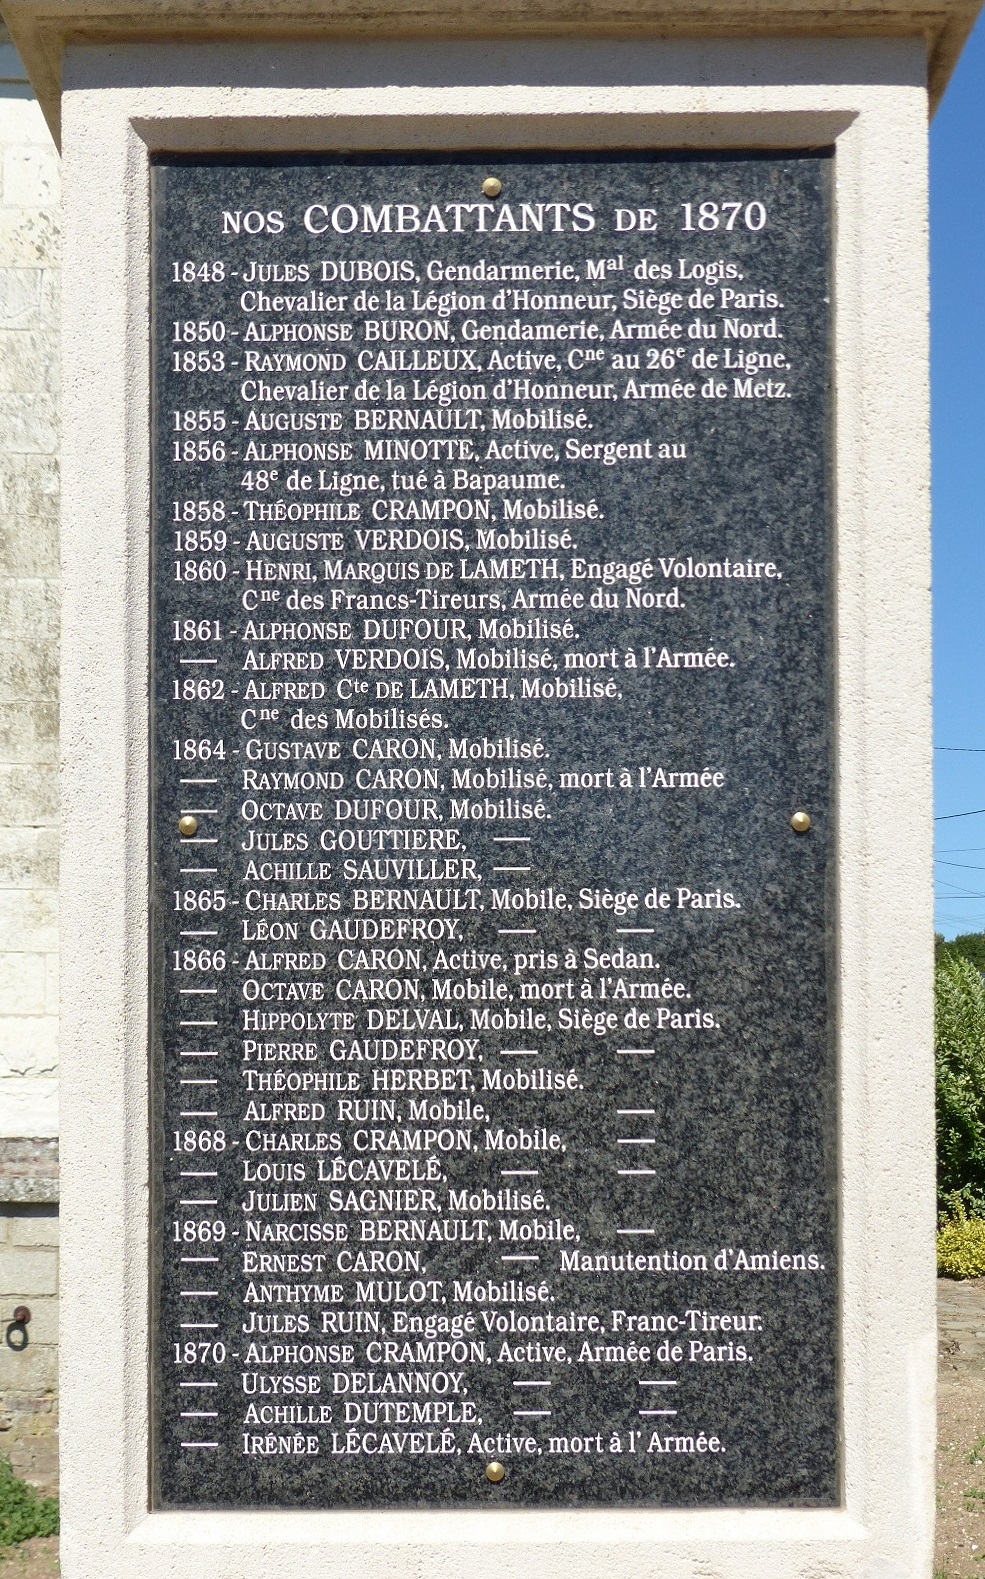 NOS COMBATTANTS DE 1870
1848 - JULES DUBOIS, Gendarmerie, Mal des Logis,
Chevalier de la Légion d'Honneur, Siège de Paris.
1850 - ALPHONSE BURON, Gendamerie, Armée du Nord.
1853 - RAYMOND CAILLEUX, Active, Cne au 26e de Ligne,
Chevalier de la Légion d'Honneur, Armée de Metz.
1855 - AUGUSTE BERNAULT, Mobilisé.
1856 - ALPHONSE MINOTTE, Active, Sergent au
48e de Ligne, tué à Bapaume.
1858 - THÉOPHILE CRAMPON, Mobilisé.
1859 - AUGUSTE VERDOIS, Mobilisé.
1860 - HENRI, MARQUIS DE LAMETH, Engagé Volontaire,
Cne des Francs-Tireurs, Armée du Nord.
1861 - ALPHONSE DUFOUR, Mobilisé.
— ALFRED VERDOIS, Mobilisé, mort à l'Armée.
1862 - ALFRED Cte DE LAMETH, Mobilisé,
Cne des Mobilisés.
1864 - GUSTAVE CARON, Mobilisé.
— RAYMOND CARON, Mobilisé, mort à l'Armée
— OCTAVE DUFOUR, Mobilisé.
— JULES GOUTTIERE, —
— ACHILLE SAUVILLER, —
1865 - CHARLES BERNAULT, Mobile, Siège de Paris.
— LÉON GAUDEFROY, — —
1866 - ALFRED CARON, Active, pris à Sedan.
— OCTAVE CARON, Mobile, mort à l'Armée.
— HIPPOLYTE DELVAL, Mobile, Siège de Paris.
— PIERRE GAUDEFROY, — —
— THÉOPHILE HERBET, Mobilisé.
— ALFRED RUIN, Mobile, —
1868 - CHARLES CRAMPON, Mobile, —
— LOUIS LÉCAVELÉ, — —
— JULIEN SAGNIER, Mobilisé.
1869 - NARCISSE BERNAULT, Mobile, —
— ERNEST CARON, — Manutention d'Amiens.
— ANTHYME MULOT, Mobilisé.
— JULES RUIN, Engagé Volontaire, Franc-Tireur.
1870 - ALPHONSE CRAMPON, Active, Armée de Paris.
— ULYSSE DELANNOY, — —
— ACHILLE DUTEMPLE, — —
— IRÉNÉE LÉCAVELÉ, Active, mort à l' Armée.